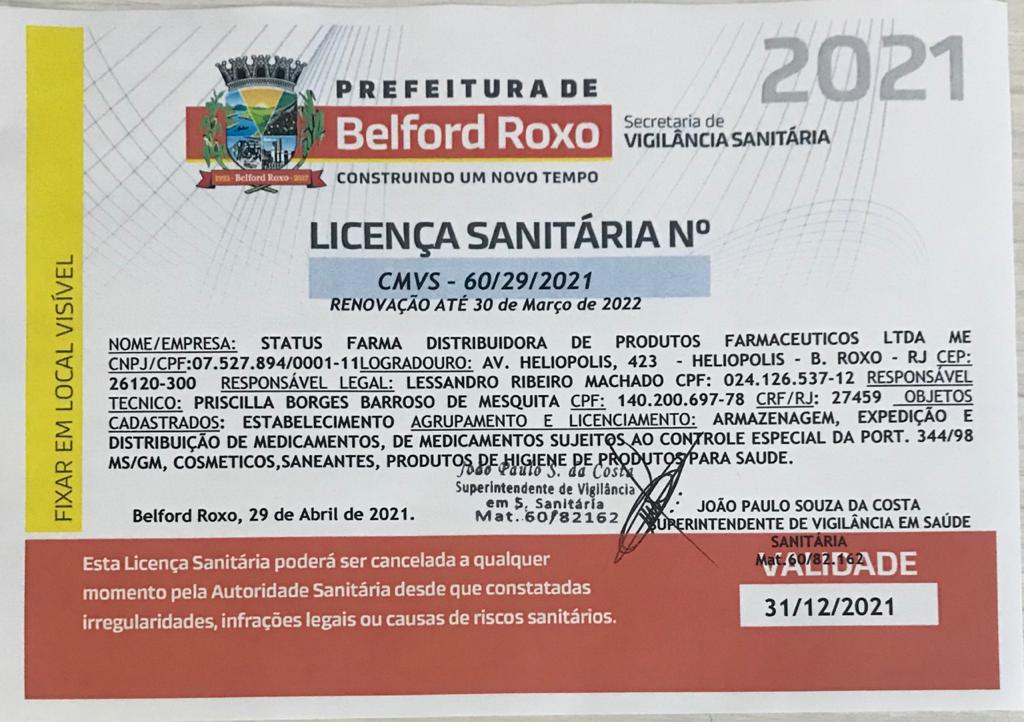 2021
PREFEITURA DE
Belford Roxo
CONSTRUINDO UM NOVO TEMPO
Secretaria de
VIGILÂNCIA SANITÁRIA
1993 - Belford Roxo - 2017
LICENÇA SANITÁRIA Nº
CMVS - 60/29/2021
RENOVAÇÃO ATÉ 30 de Março de 2022
FIXAR EM LOCAL VISÍVEL
NOME/EMPRESA: STATUS FARMA DISTRIBUIDORA DE PRODUTOS FARMACEUTICOS LTDA ME
CNPJ/CPF:07.527.894/0001-11LOGRADOURO: AV. HELIOPOLIS, 423 - HELIOPOLIS - B. ROXO - RJ CEP:
26120-300 RESPONSÁVEL LEGAL: LESSANDRO RIBEIRO MACHADO CPF: 024.126.537-12 RESPONSÁVEL
TECNICO: PRISCILLA BORGES BARROSO DE MESQUITA CPF: 140.200.697-78 CRF/RJ: 27459 OBJETOS
CADASTRADOS: ESTABELECIMENTO AGRUPAMENTO E LICENCIAMENTO: ARMAZENAGEM, EXPEDIÇÃO E
DISTRIBUIÇÃO DE MEDICAMENTOS, DE MEDICAMENTOS SUJEITOS AO CONTROLE ESPECIAL DA PORT. 344/98
MS/GM, COSMETICOS,SANEANTES, PRODUTOS DE HIGIENE DE PRODUTOS PARA SAUDE.
João Paulo S. da Costa
Superintendente de Vigilância
em S. Sanitária
Mat. 60/82162
Belford Roxo, 29 de Abril de 2021.
JOÃO PAULO SOUZA DA COSTA
SUPERINTENDENTE DE VIGILÂNCIA EM SAÚDE
SANITÁRIA
Mat.60/82.162
VALIDADE
31/12/2021
Esta Licença Sanitária poderá ser cancelada a qualquer
momento pela Autoridade Sanitária desde que constatadas
irregularidades, infrações legais ou causas de riscos sanitários.